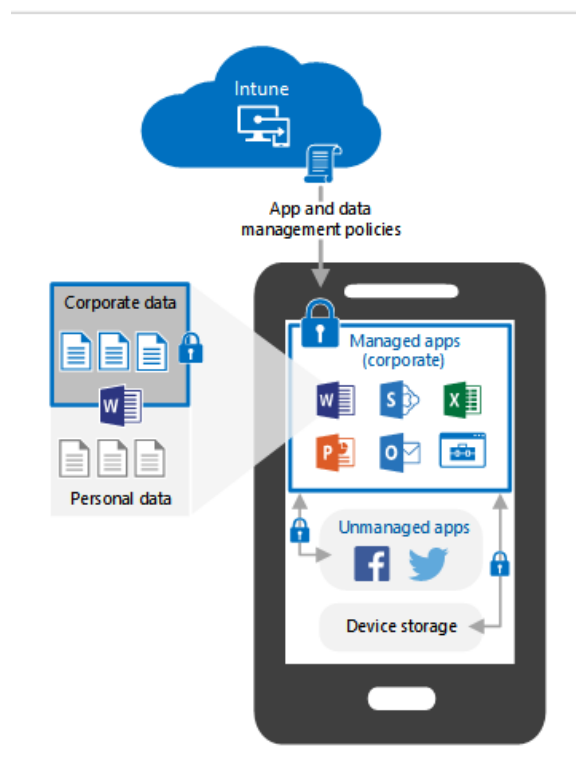 Intune
App and data
management policies
Corporate data
Managed apps
(corporate)
W
S
X
P
O
W
Personal data
Unmanaged apps
f
Device storage